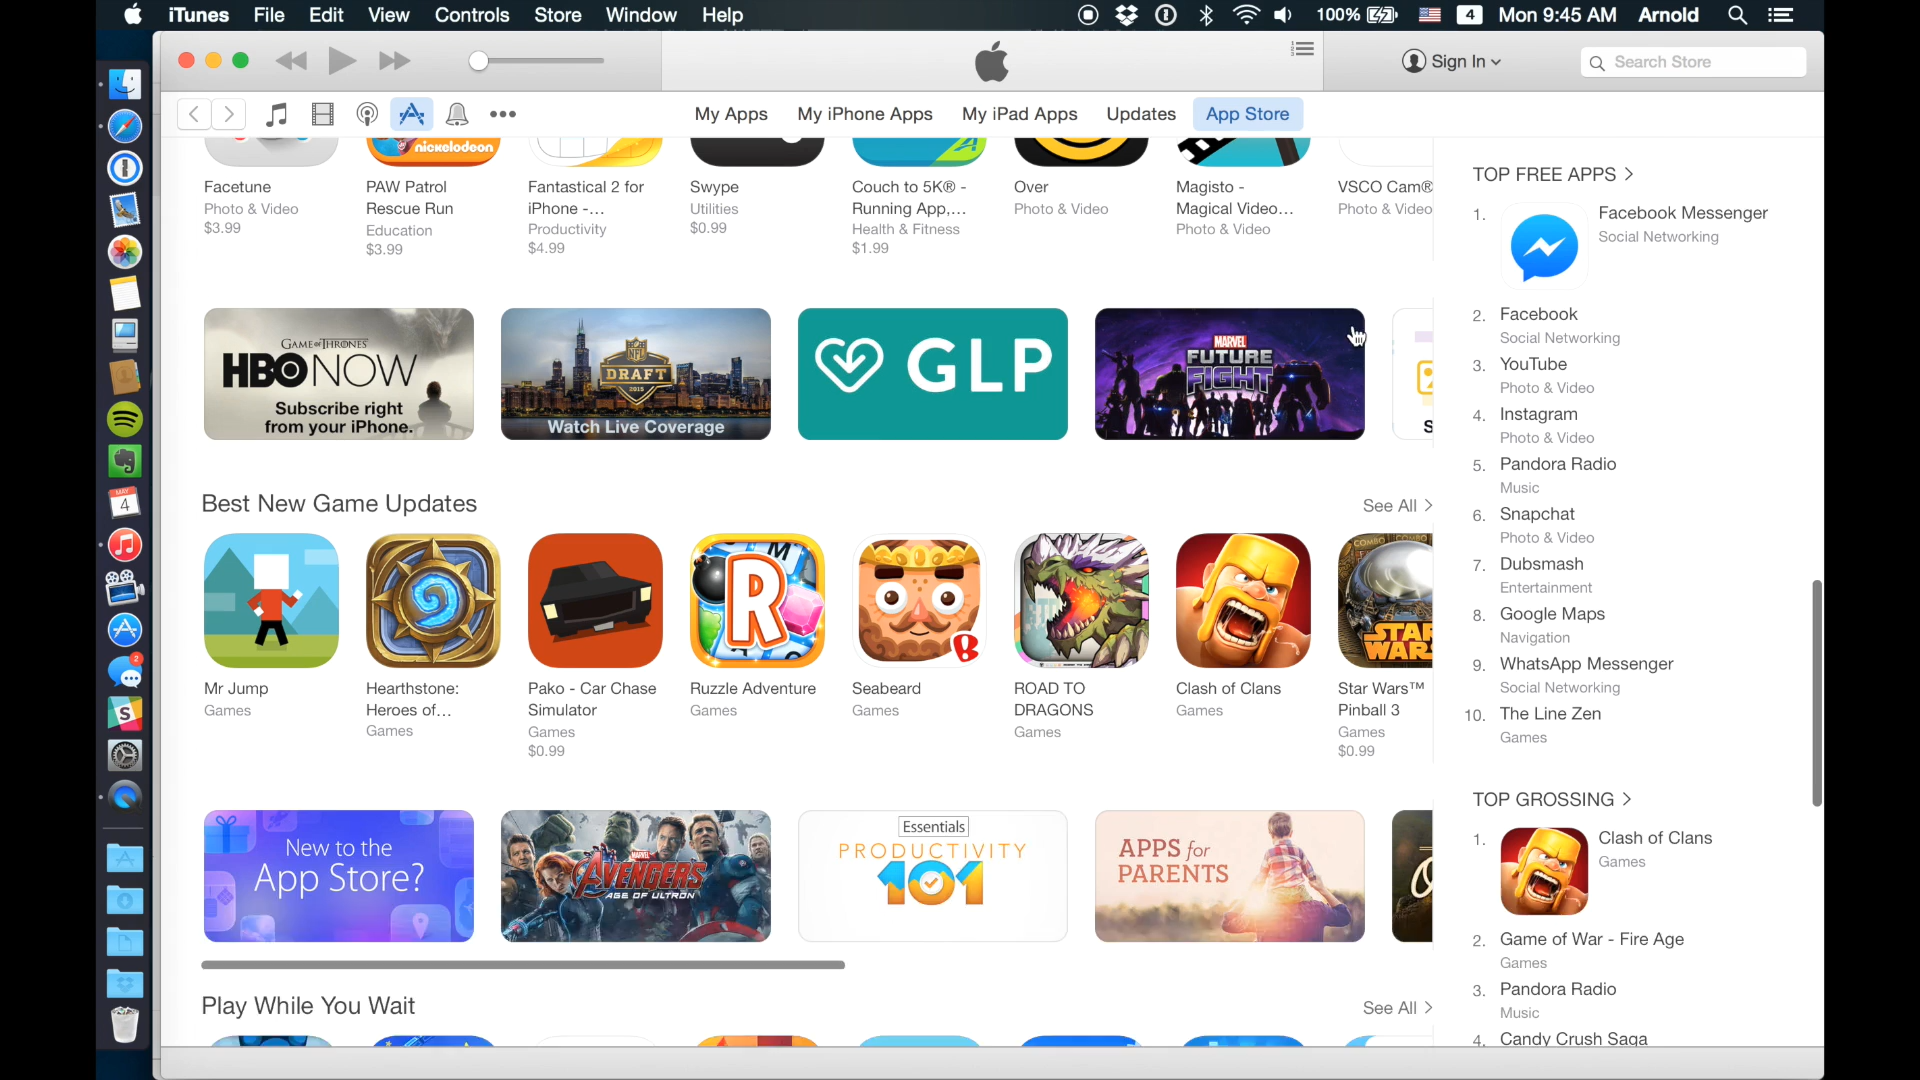 iTunes File Edit View Controls Store Window Help
100% 4 Mon 9:45 AM Arnold
Sign In
Search Store
My Apps My iPhone Apps My iPad Apps Updates App Store
nickelodeon
Facetune
Photo & Video
$3.99
PAW Patrol
Rescue Run
Education
$3.99
Fantastical 2 for
iPhone -...
Productivity
$4.99
Swype
Utilities
$0.99
Couch to 5K® -
Running App,...
Health & Fitness
$1.99
Over
Photo & Video
Magisto -
Magical Video...
Photo & Video
VSCO Cam®
Photo & Video
GAME OF THRONES
HBO NOW
Subscribe right
from your iPhone.
NFL
DRAFT
2015
Watch Live Coverage
GLP
MARVEL
FUTURE
FIGHT
S
Best New Game Updates
See All
Mr Jump
Games
Hearthstone:
Heroes of...
Games
Pako - Car Chase
Simulator
Games
$0.99
M
R
Ruzzle Adventure
Games
Seabeard
Games
ROAD TO
DRAGONS
Games
Clash of Clans
Games
COMBO
STAR
WARS
Star Wars™
Pinball 3
Games
$0.99
New to the
App Store?
MARVEL
AVENGERS
AGE OF ULTRON
Essentials
PRODUCTIVITY
101
APPS for
PARENTS
Play While You Wait
See All
TOP FREE APPS
1. Facebook Messenger
Social Networking
2. Facebook
Social Networking
3. YouTube
Photo & Video
4. Instagram
Photo & Video
5. Pandora Radio
Music
6. Snapchat
Photo & Video
7. Dubsmash
Entertainment
8. Google Maps
Navigation
9. WhatsApp Messenger
Social Networking
10. The Line Zen
Games
TOP GROSSING
1. Clash of Clans
Games
2. Game of War - Fire Age
Games
3. Pandora Radio
Music
4. Candy Crush Saga
MAY
4
2
S